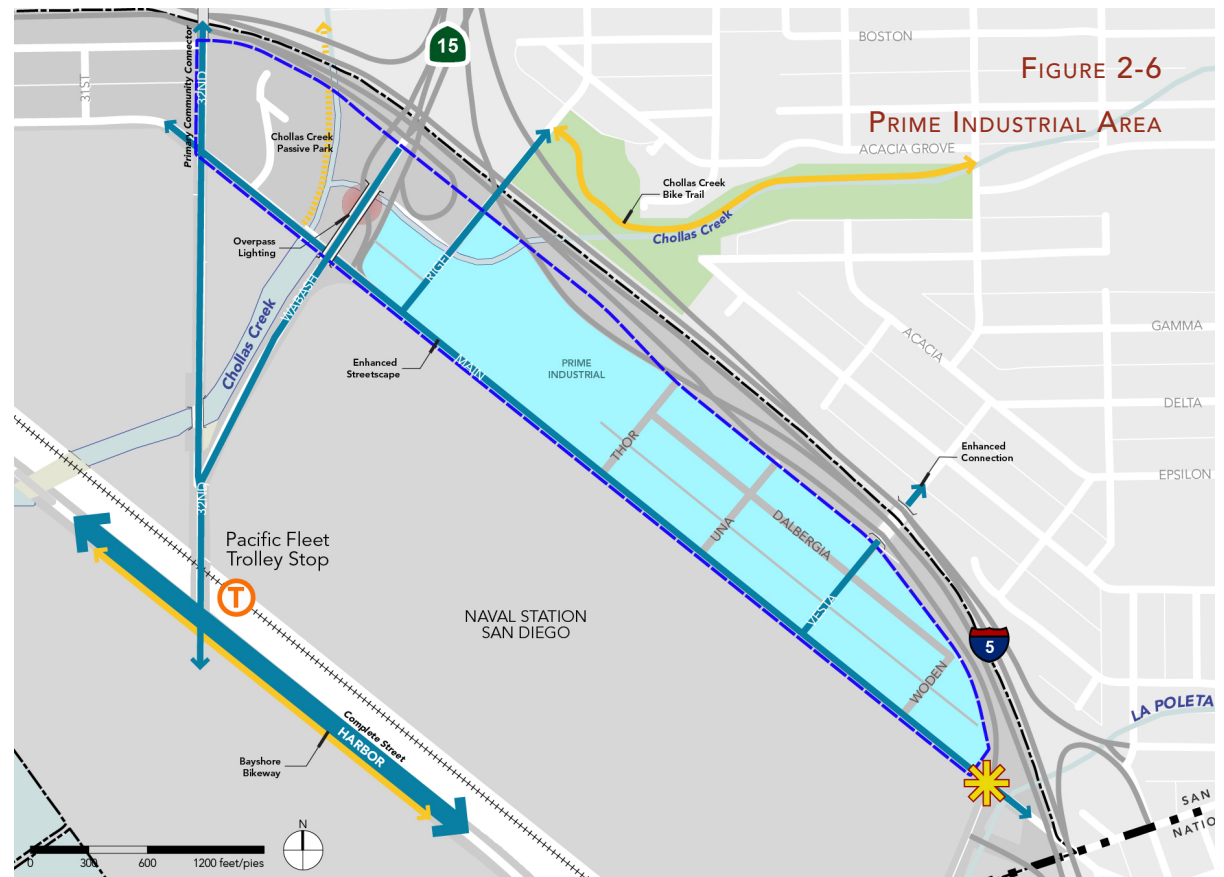 FIGURE 2-6
PRIME INDUSTRIAL AREA
BOSTON
ACACIA GROVE
15
31ST
32ND
Primary Community Connector
Chollas Creek
Passive Park
Chollas Creek
Bike Trail
Chollas Creek
Overpass
Lighting
RIGEL
WABASH
Chollas Creek
Enhanced
Streetscape
MAIN
PRIME
INDUSTRIAL
ACACIA
GAMMA
DELTA
EPSILON
Enhanced
Connection
THOR
UNA
DALBERGIA
VESTA
WODEN
5
32ND
Pacific Fleet
Trolley Stop
T
NAVAL STATION
SAN DIEGO
Complete Street
HARBOR
Bayshore
Bikeway
LA POLETA
SAN
NATIO
N
0 300 600 1200 feet/pies